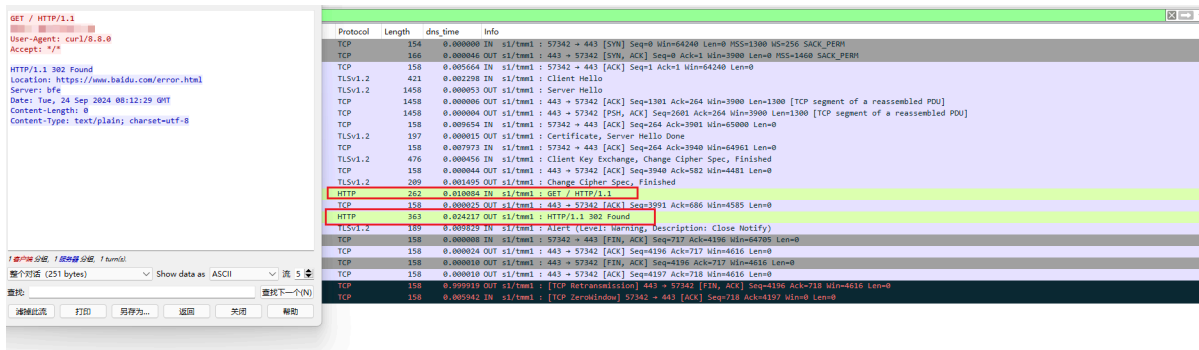 GET / HTTP/1.1
User-Agent: curl/8.8.0
Accept: */*
HTTP/1.1 302 Found
Location: https://www.baidu.com/error.html
Server: bfe
Date: Tue, 24 Sep 2024 08:12:29 GMT
Content-Length: 0
Content-Type: text/plain; charset=utf-8
1 客户端 分组, 1 服务器 分组, 1 turn(s).
整个对话 (251 bytes) Show data as ASCII 流 5
查找: 查找下一个(N)
滤掉此流 打印 另存为... 返回 关闭 帮助
Protocol Length dns_time Info
TCP 154 0.000000 IN s1/tmm1 : 57342 → 443 [SYN] Seq=0 Win=64240 Len=0 MSS=1300 WS=256 SACK_PERM
TCP 166 0.000046 OUT s1/tmm1 : 443 → 57342 [SYN, ACK] Seq=0 Ack=1 Win=3900 Len=0 MSS=1460 SACK_PERM
TCP 158 0.005664 IN s1/tmm1 : 57342 → 443 [ACK] Seq=1 Ack=1 Win=64240 Len=0
TLSv1.2 421 0.002298 IN s1/tmm1 : Client Hello
TLSv1.2 1458 0.000053 OUT s1/tmm1 : Server Hello
TCP 1458 0.000006 OUT s1/tmm1 : 443 → 57342 [ACK] Seq=1301 Ack=264 Win=3900 Len=1300 [TCP segment of a reassembled PDU]
TCP 1458 0.000004 OUT s1/tmm1 : 443 → 57342 [PSH, ACK] Seq=2601 Ack=264 Win=3900 Len=1300 [TCP segment of a reassembled PDU]
TCP 158 0.009654 IN s1/tmm1 : 57342 → 443 [ACK] Seq=264 Ack=3901 Win=65000 Len=0
TLSv1.2 197 0.000015 OUT s1/tmm1 : Certificate, Server Hello Done
TCP 158 0.007973 IN s1/tmm1 : 57342 → 443 [ACK] Seq=264 Ack=3940 Win=64961 Len=0
TLSv1.2 476 0.000456 IN s1/tmm1 : Client Key Exchange, Change Cipher Spec, Finished
TCP 158 0.000044 OUT s1/tmm1 : 443 → 57342 [ACK] Seq=3940 Ack=582 Win=4481 Len=0
TLSv1.2 209 0.001495 OUT s1/tmm1 : Change Cipher Spec, Finished
HTTP 262 0.010084 IN s1/tmm1 : GET / HTTP/1.1
TCP 158 0.000025 OUT s1/tmm1 : 443 → 57342 [ACK] Seq=3991 Ack=686 Win=4585 Len=0
HTTP 363 0.024217 OUT s1/tmm1 : HTTP/1.1 302 Found
TLSv1.2 189 0.009829 IN s1/tmm1 : Alert (Level: Warning, Description: Close Notify)
TCP 158 0.000008 IN s1/tmm1 : 57342 → 443 [FIN, ACK] Seq=717 Ack=4196 Win=64705 Len=0
TCP 158 0.000024 OUT s1/tmm1 : 443 → 57342 [ACK] Seq=4196 Ack=717 Win=4616 Len=0
TCP 158 0.000010 OUT s1/tmm1 : 443 → 57342 [FIN, ACK] Seq=4196 Ack=717 Win=4616 Len=0
TCP 158 0.000010 OUT s1/tmm1 : 443 → 57342 [ACK] Seq=4197 Ack=718 Win=4616 Len=0
TCP 158 0.999919 OUT s1/tmm1 : [TCP Retransmission] 443 → 57342 [FIN, ACK] Seq=4196 Ack=718 Win=4616 Len=0
TCP 158 0.005942 IN s1/tmm1 : [TCP ZeroWindow] 57342 → 443 [ACK] Seq=718 Ack=4197 Win=0 Len=0